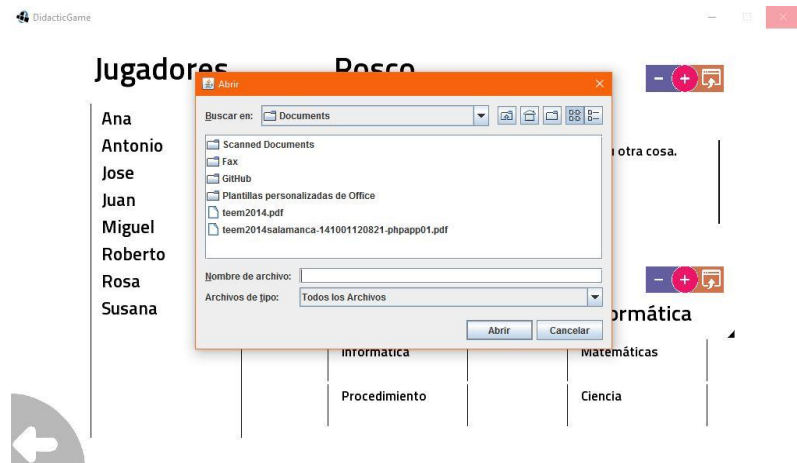 DidacticGame
Jugadores
Rosco
Ana
Antonio
Jose
Juan
Miguel
Roberto
Rosa
Susana
Abrir
Buscar en: Documents
Scanned Documents
Fax
GitHub
Plantillas personalizadas de Office
teem2014.pdf
teem2014salamanca-141001120821-phpapp01.pdf
Nombre de archivo:
Archivos de tipo: Todos los Archivos
Abrir Cancelar
otra cosa.
Informática
Matemáticas
Procedimiento
Ciencia